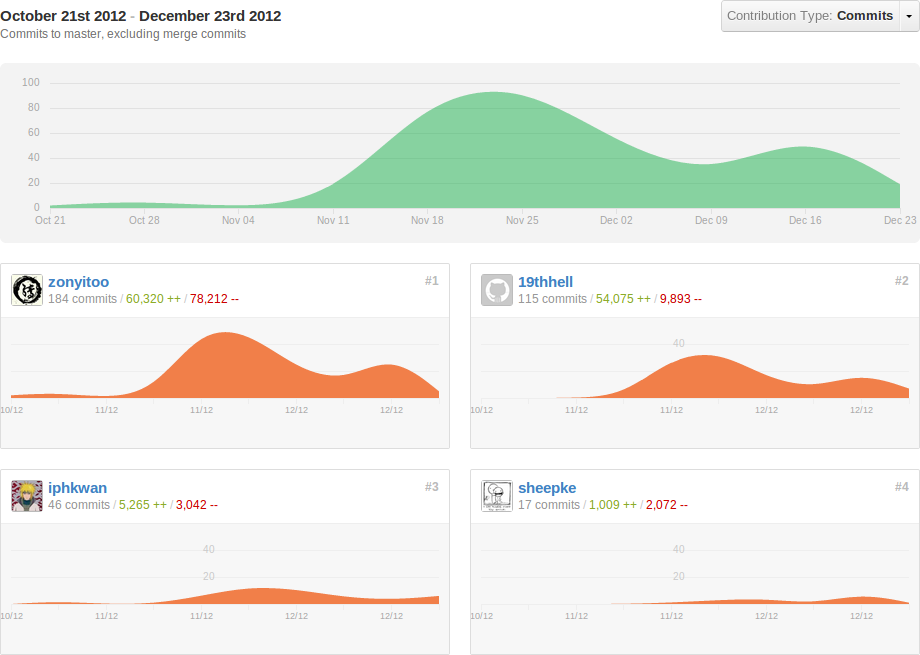 October 21st 2012 - December 23rd 2012
Contribution Type: Commits
Commits to master, excluding merge commits
100
80
60
40
20
0
Oct 21 Oct 28 Nov 04 Nov 11 Nov 18 Nov 25 Dec 02 Dec 09 Dec 16 Dec 23
zonyitoo #1
184 commits / 60,320 ++ / 78,212 --
10/12 11/12 11/12 12/12 12/12
19thhell #2
115 commits / 54,075 ++ / 9,893 --
40
10/12 11/12 11/12 12/12 12/12
iphkwan #3
46 commits / 5,265 ++ / 3,042 --
40
20
10/12 11/12 11/12 12/12 12/12
sheepke #4
17 commits / 1,009 ++ / 2,072 --
40
20
10/12 11/12 11/12 12/12 12/12